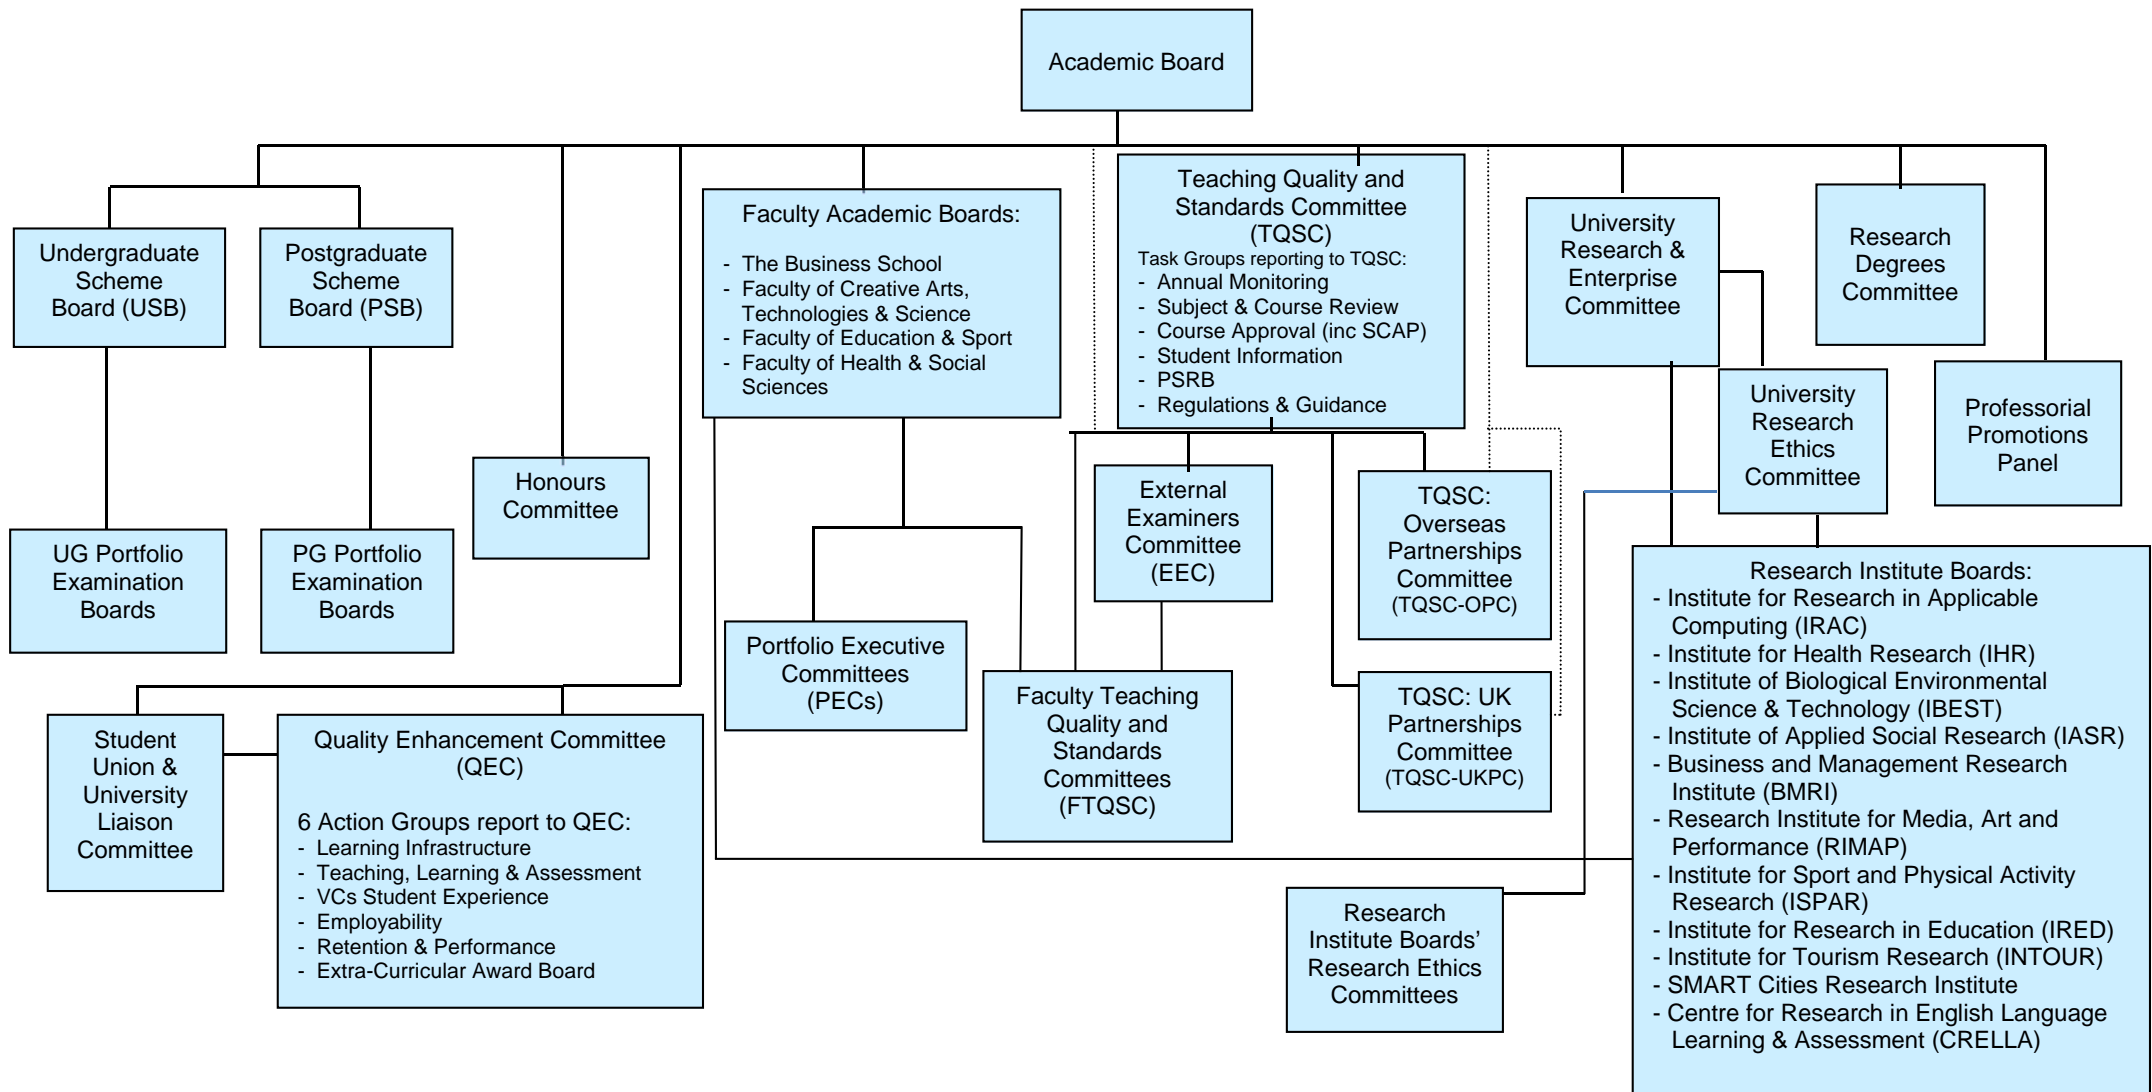 Academic Board
Undergraduate
Scheme
Board (USB)
Postgraduate
Scheme
Board (PSB)
Faculty Academic Boards:
- The Business School
- Faculty of Creative Arts,
Technologies & Science
- Faculty of Education & Sport
- Faculty of Health & Social
Sciences
Teaching Quality and
Standards Committee
(TQSC)
Task Groups reporting to TQSC:
- Annual Monitoring
- Subject & Course Review
- Course Approval (inc SCAP)
- Student Information
- PSRB
- Regulations & Guidance
University
Research &
Enterprise
Committee
Research
Degrees
Committee
University
Research
Ethics
Committee
Professorial
Promotions
Panel
Honours
Committee
External
Examiners
Committee
(EEC)
TQSC:
Overseas
Partnerships
Committee
(TQSC-OPC)
UG Portfolio
Examination
Boards
PG Portfolio
Examination
Boards
Portfolio Executive
Committees
(PECs)
Faculty Teaching
Quality and
Standards
Committees
(FTQSC)
TQSC: UK
Partnerships
Committee
(TQSC-UKPC)
Student
Union &
University
Liaison
Committee
Quality Enhancement Committee
(QEC)
6 Action Groups report to QEC:
- Learning Infrastructure
- Teaching, Learning & Assessment
- VCs Student Experience
- Employability
- Retention & Performance
- Extra-Curricular Award Board
Research
Institute Boards’
Research Ethics
Committees
Research Institute Boards:
- Institute for Research in Applicable
Computing (IRAC)
- Institute for Health Research (IHR)
- Institute of Biological Environmental
Science & Technology (IBEST)
- Institute of Applied Social Research (IASR)
- Business and Management Research
Institute (BMRI)
- Research Institute for Media, Art and
Performance (RIMAP)
- Institute for Sport and Physical Activity
Research (ISPAR)
- Institute for Research in Education (IRED)
- Institute for Tourism Research (INTOUR)
- SMART Cities Research Institute
- Centre for Research in English Language
Learning & Assessment (CRELLA)